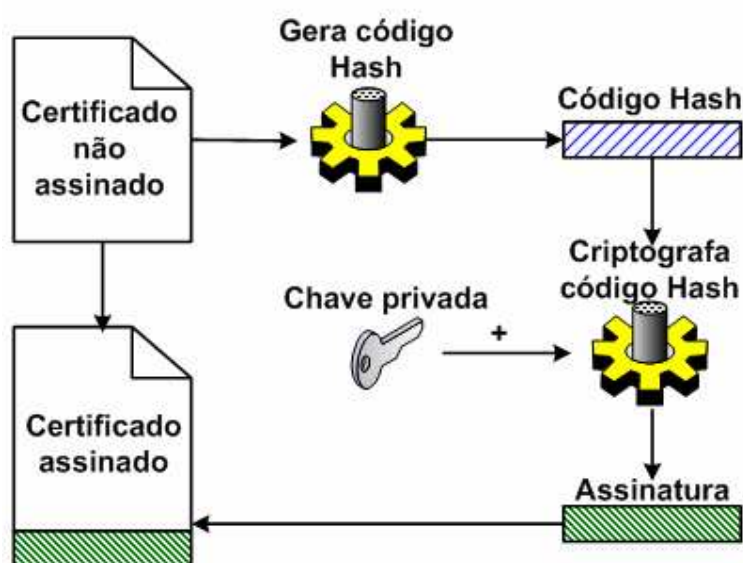 Gera código
Hash
Certificado
não
assinado
Código Hash
Criptografa
código Hash
Chave privada
+
Certificado
assinado
Assinatura